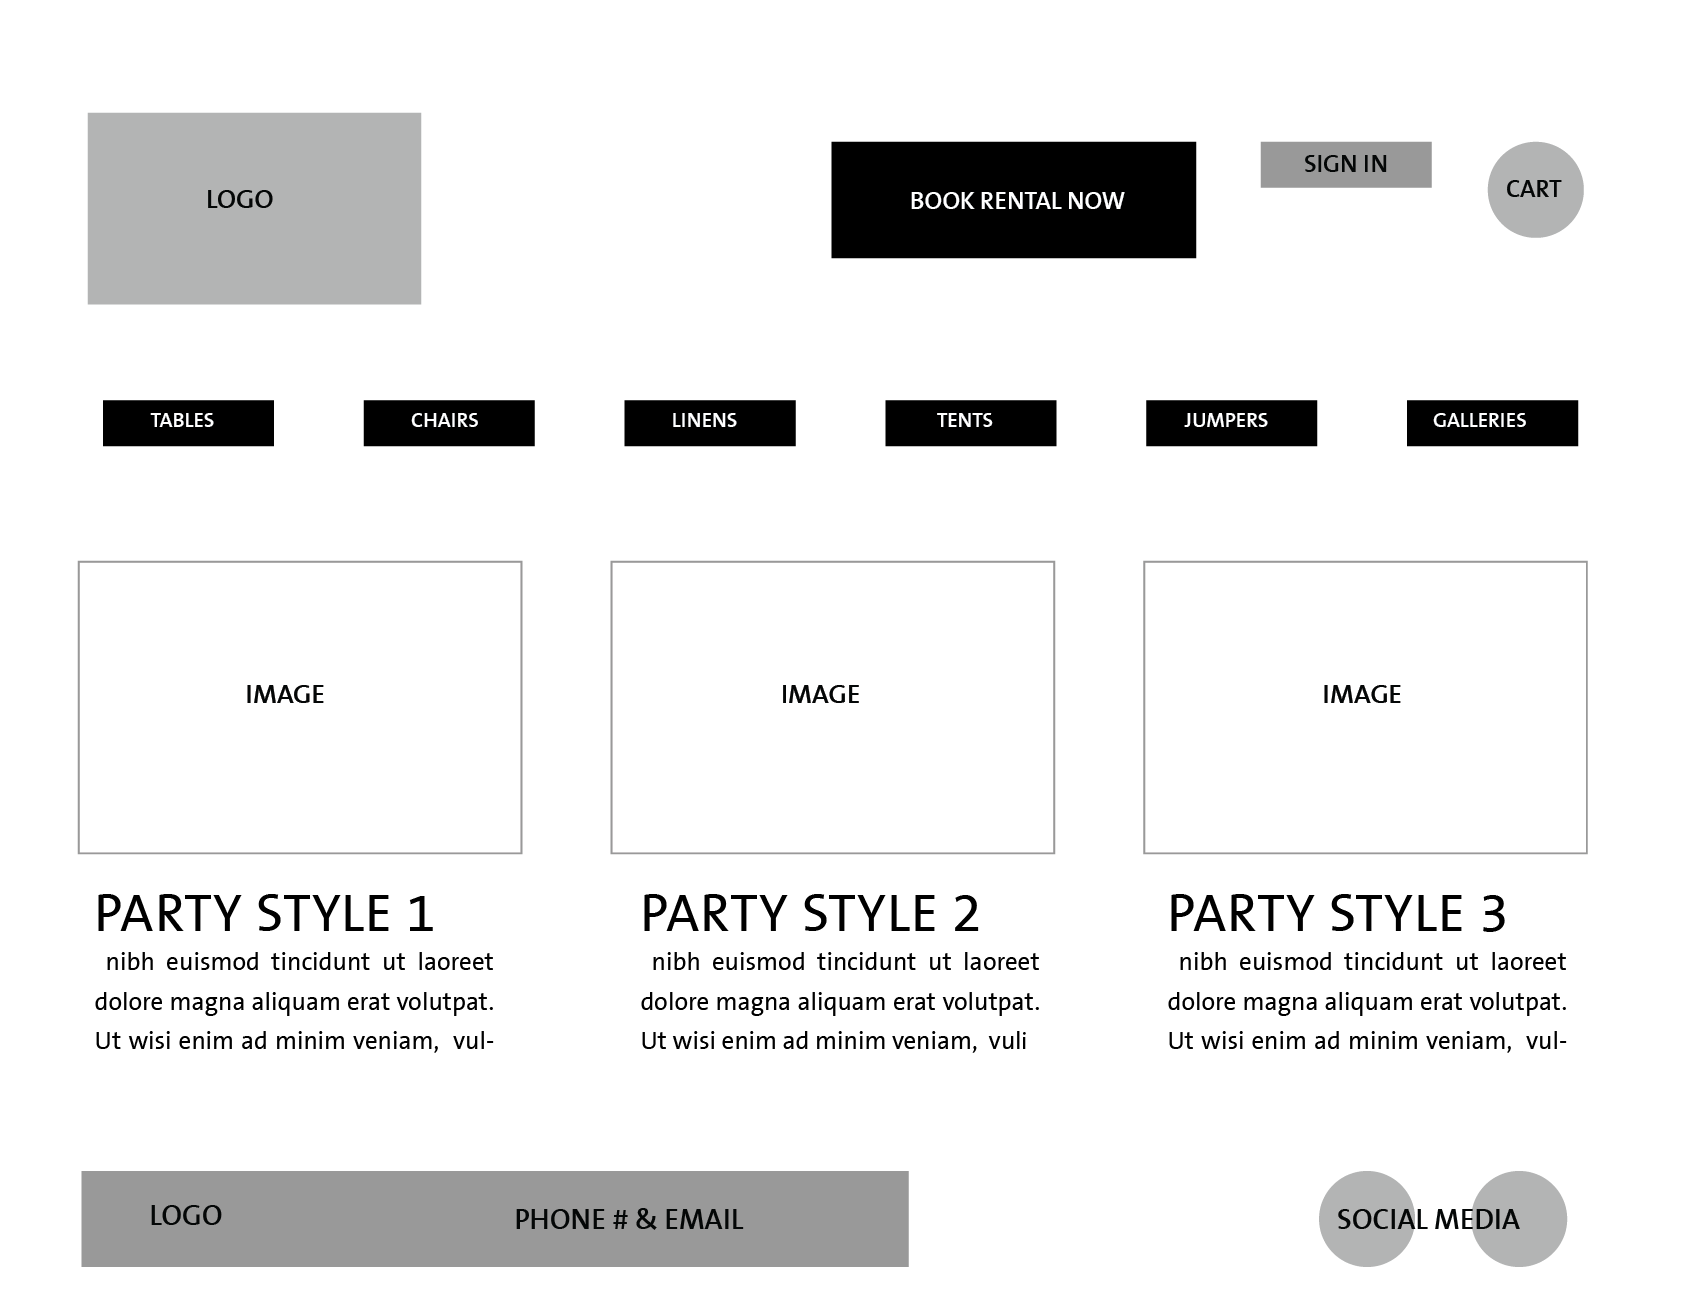 LOGO
BOOK RENTAL NOW
SIGN IN
CART
TABLES
CHAIRS
LINENS
TENTS
JUMPERS
GALLERIES
IMAGE
IMAGE
IMAGE
PARTY STYLE 1
nibh euismod tincidunt ut laoreet
dolore magna aliquam erat volutpat.
Ut wisi enim ad minim veniam, vul-
PARTY STYLE 2
nibh euismod tincidunt ut laoreet
dolore magna aliquam erat volutpat.
Ut wisi enim ad minim veniam, vuli
PARTY STYLE 3
nibh euismod tincidunt ut laoreet
dolore magna aliquam erat volutpat.
Ut wisi enim ad minim veniam, vul-
LOGO
PHONE # & EMAIL
SOCIAL MEDIA